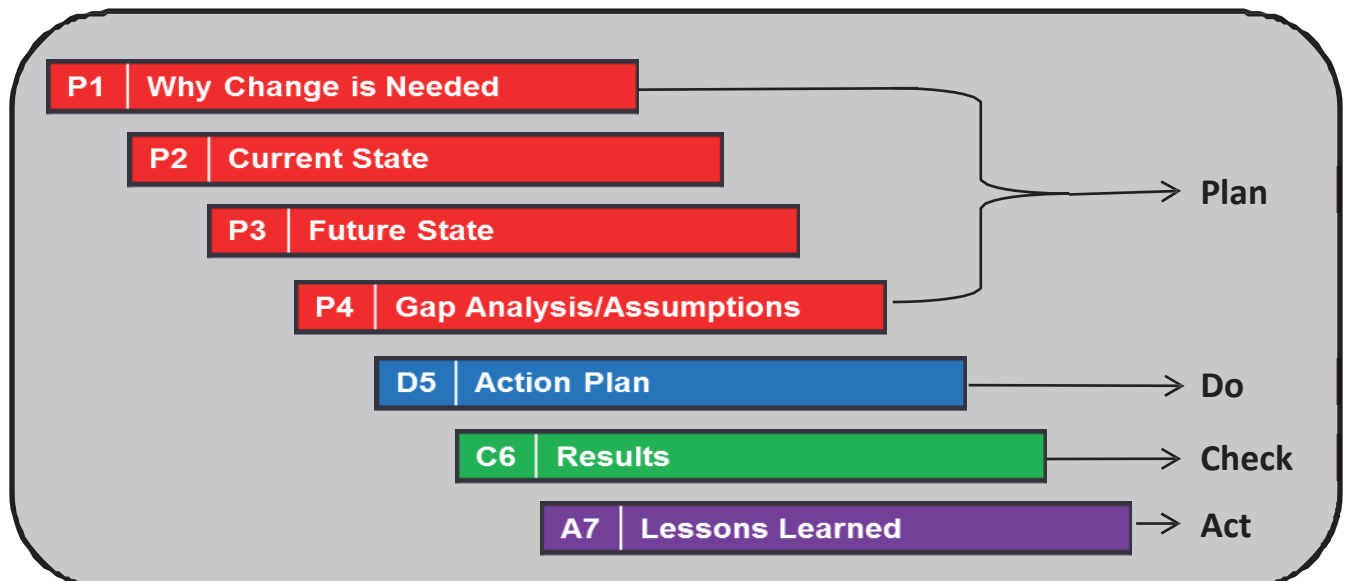 P1 Why Change is Needed
P2 Current State
Plan
P3 Future State
P4 Gap Analysis/Assumptions
D5 Action Plan
Do
C6 Results
Check
A7 Lessons Learned
Act